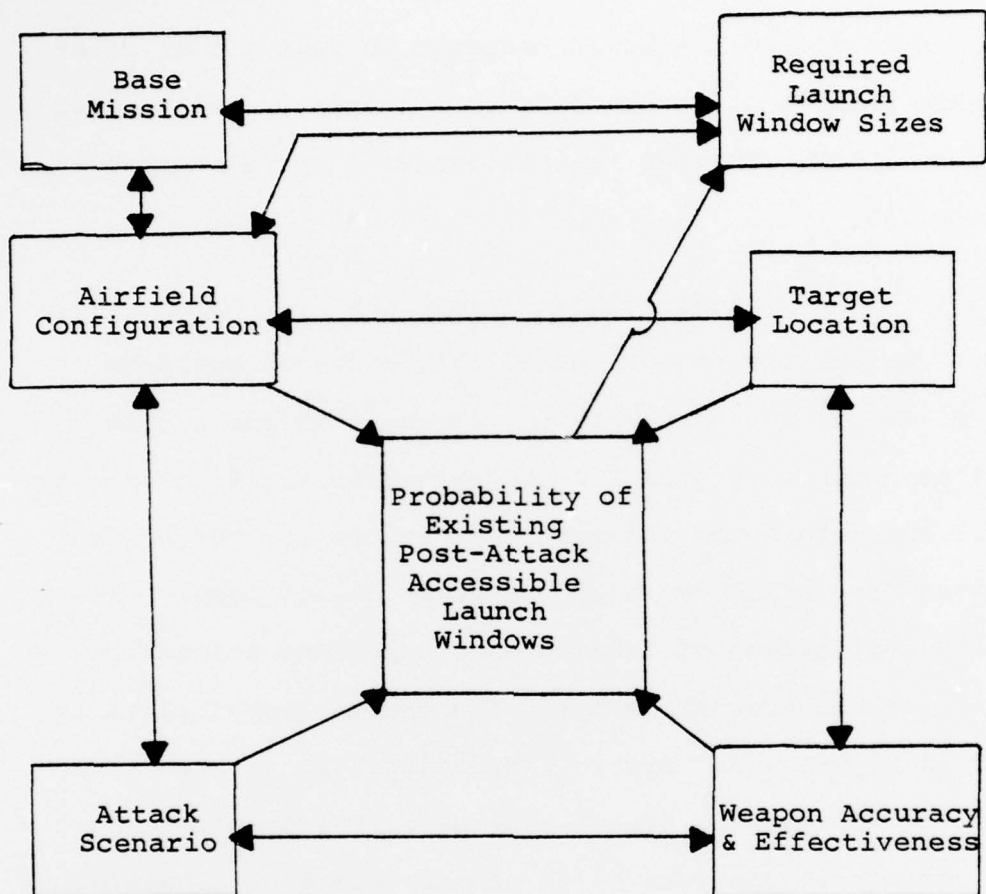 Base
Mission
Required
Launch
Window Sizes
Airfield
Configuration
Target
Location
Probability of
Existing
Post-Attack
Accessible
Launch
Windows
Attack
Scenario
Weapon Accuracy
& Effectiveness